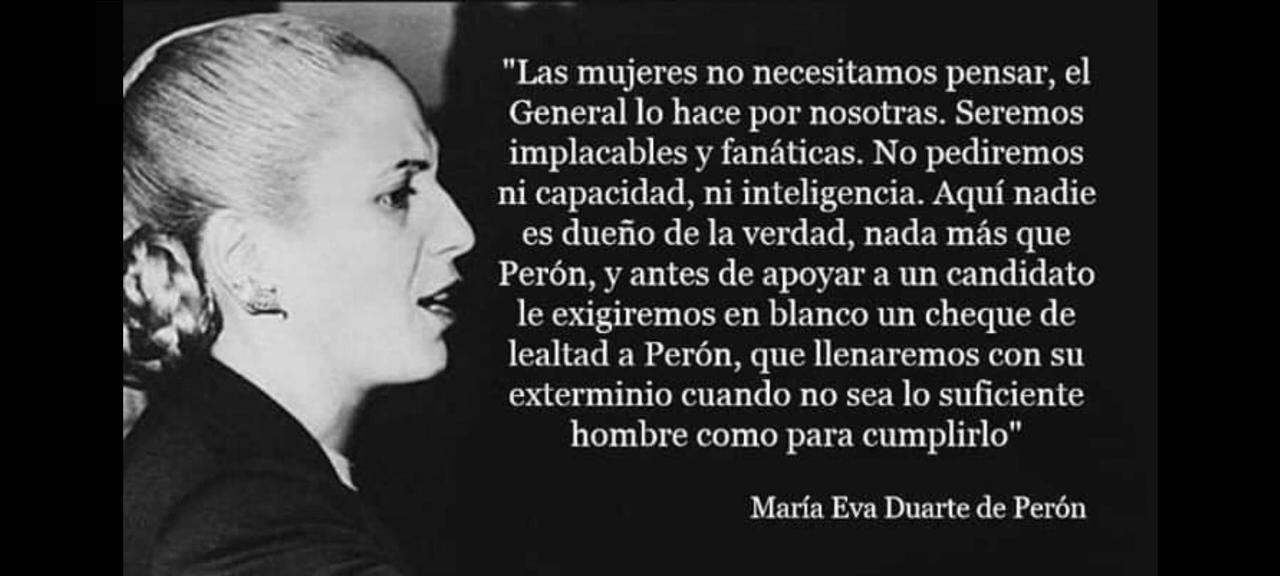 "Las mujeres no necesitamos pensar, el
General lo hace por nosotras. Seremos
implacables y fanáticas. No pediremos
ni capacidad, ni inteligencia. Aquí nadie
es dueño de la verdad, nada más que
Perón, y antes de apoyar a un candidato
le exigiremos en blanco un cheque de
lealtad a Perón, que llenaremos con su
exterminio cuando no sea lo suficiente
hombre como para cumplirlo"
María Eva Duarte de Perón